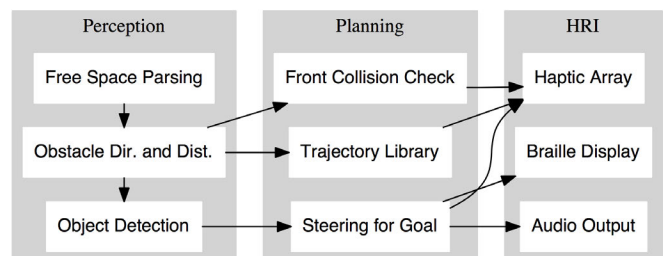 Perception
Free Space Parsing
Obstacle Dir. and Dist.
Object Detection
Planning
Front Collision Check
Trajectory Library
Steering for Goal
HRI
Haptic Array
Braille Display
Audio Output